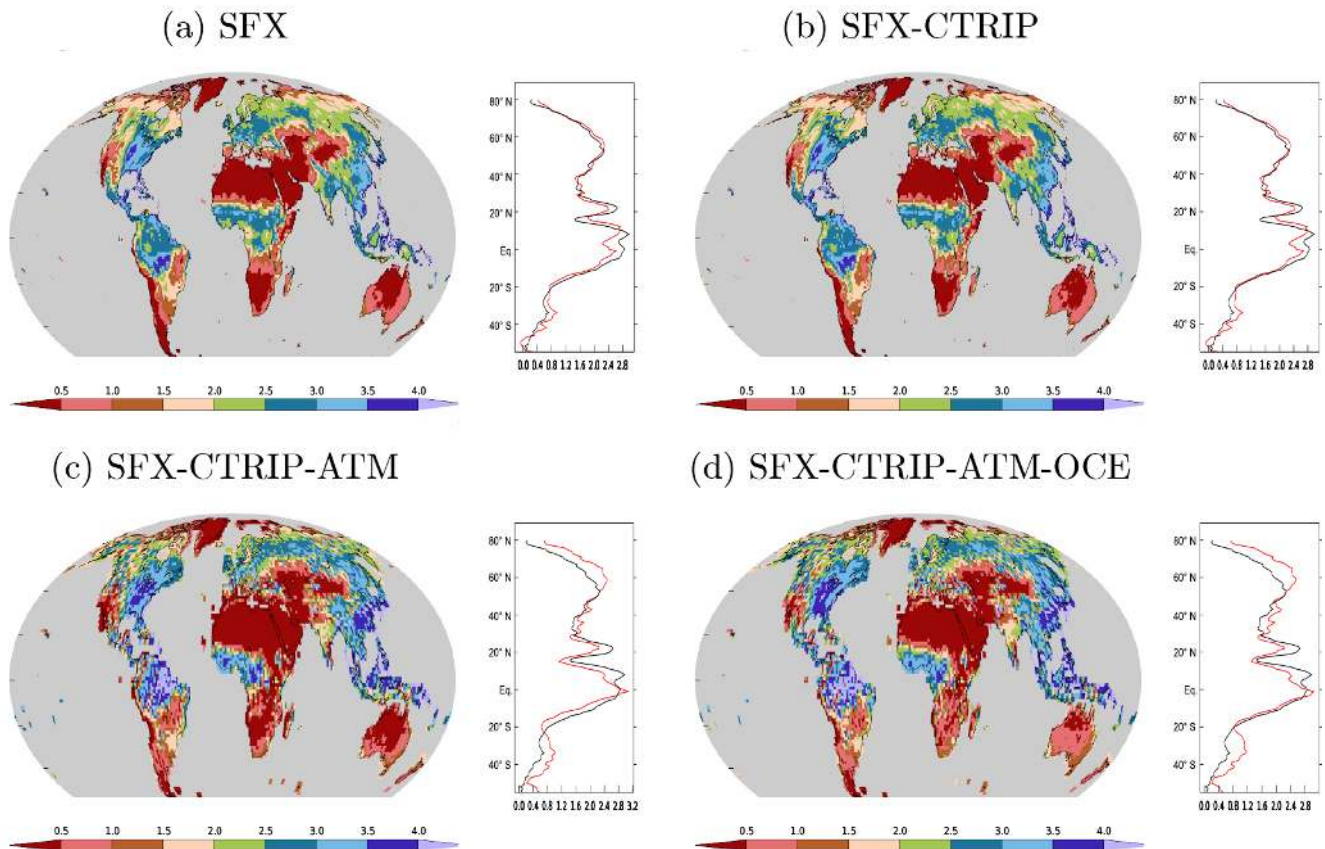 (a) SFX
(b) SFX-CTRIP
80° N
60° N
40° N
20° N
Eq.
20° S
40° S
0.0 0.4 0.8 1.2 1.6 2.0 2.4 2.8
0.5 1.0 1.5 2.0 2.5 3.0 3.5 4.0
80° N
60° N
40° N
20° N
Eq.
20° S
40° S
0.0 0.4 0.8 1.2 1.6 2.0 2.4 2.8
0.5 1.0 1.5 2.0 2.5 3.0 3.5 4.0
(c) SFX-CTRIP-ATM
(d) SFX-CTRIP-ATM-OCE
80° N
60° N
40° N
20° N
Eq.
20° S
40° S
0.0 0.4 0.8 1.2 1.6 2.0 2.4 2.8 3.2
0.5 1.0 1.5 2.0 2.5 3.0 3.5 4.0
80° N
60° N
40° N
20° N
Eq.
20° S
40° S
0.0 0.4 0.8 1.2 1.6 2.0 2.4 2.8
0.5 1.0 1.5 2.0 2.5 3.0 3.5 4.0